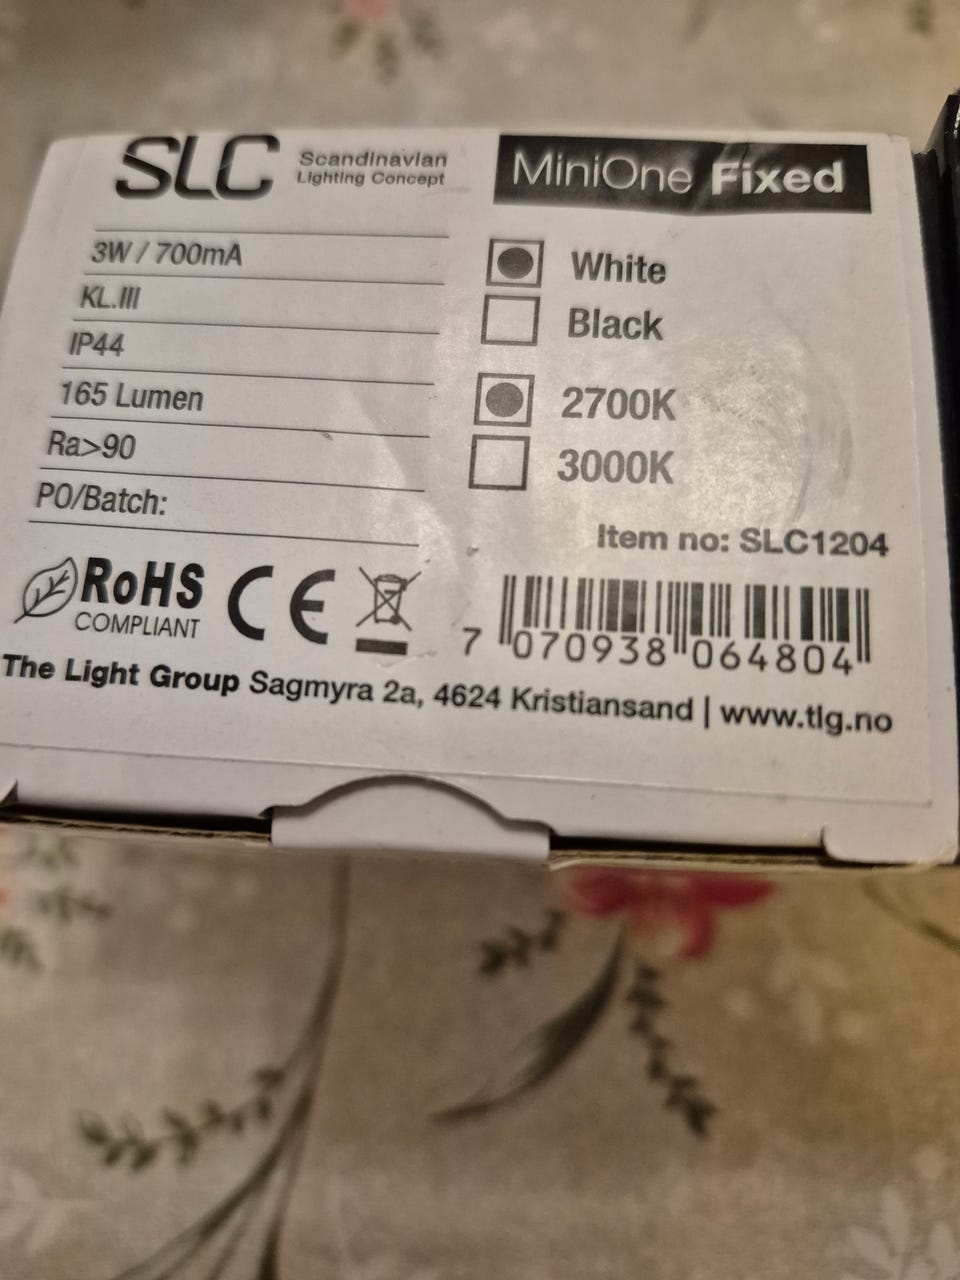 SLC Scandinavian
Lighting Concept
MiniOne Fixed
3W / 700mA
KL.III
IP44
165 Lumen
Ra>90
PO/Batch:
White
Black
2700K
3000K
Item no: SLC1204
RoHS
COMPLIANT
CE
7 070938 064804
The Light Group Sagmyra 2a, 4624 Kristiansand | www.tlg.no